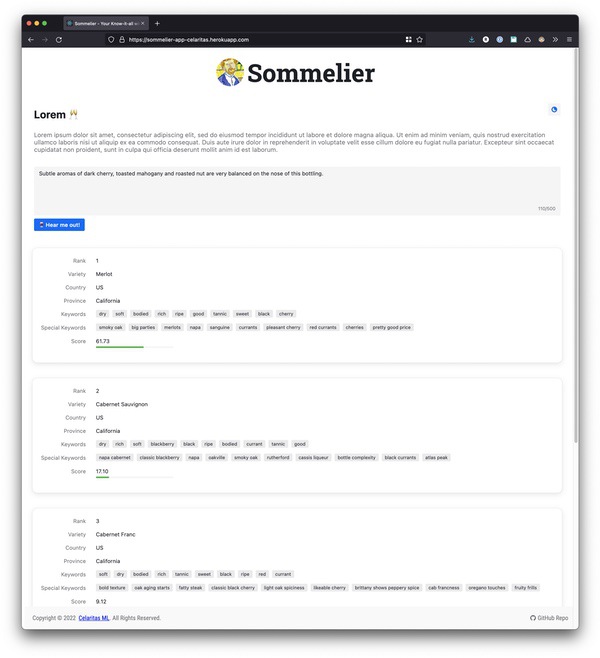 Sommelier - Your Know-it-all w
https://sommelier-app-celaritas.herokuapp.com
Sommelier
Lorem 🥂
Lorem ipsum dolor sit amet, consectetur adipiscing elit, sed do eiusmod tempor incididunt ut labore et dolore magna aliqua. Ut enim ad minim veniam, quis nostrud exercitation
ullamco laboris nisi ut aliquip ex ea commodo consequat. Duis aute irure dolor in reprehenderit in voluptate velit esse cillum dolore eu fugiat nulla pariatur. Excepteur sint occaecat
cupidatat non proident, sunt in culpa qui officia deserunt mollit anim id est laborum.
Subtle aromas of dark cherry, toasted mahogany and roasted nut are very balanced on the nose of this bottling.
110/500
🍷 Hear me out!
Rank 1
Variety Merlot
Country US
Province California
Keywords dry soft bodied rich ripe good tannic sweet black cherry
Special Keywords smoky oak big parties merlots napa sanguine currants pleasant cherry red currants cherries pretty good price
Score 61.73
Rank 2
Variety Cabernet Sauvignon
Country US
Province California
Keywords dry rich soft blackberry black ripe bodied currant tannic good
Special Keywords napa cabernet classic blackberry napa oakville smoky oak rutherford cassis liqueur bottle complexity black currants atlas peak
Score 17.10
Rank 3
Variety Cabernet Franc
Country US
Province California
Keywords soft dry bodied rich tannic sweet black ripe red currant
Special Keywords bold texture oak aging starts fatty steak classic black cherry light oak spiciness likeable cherry brittany shows peppery spice cab francness oregano touches fruity frills
Score 9.12
Copyright © 2022 Celaritas ML. All Rights Reserved. GitHub Repo